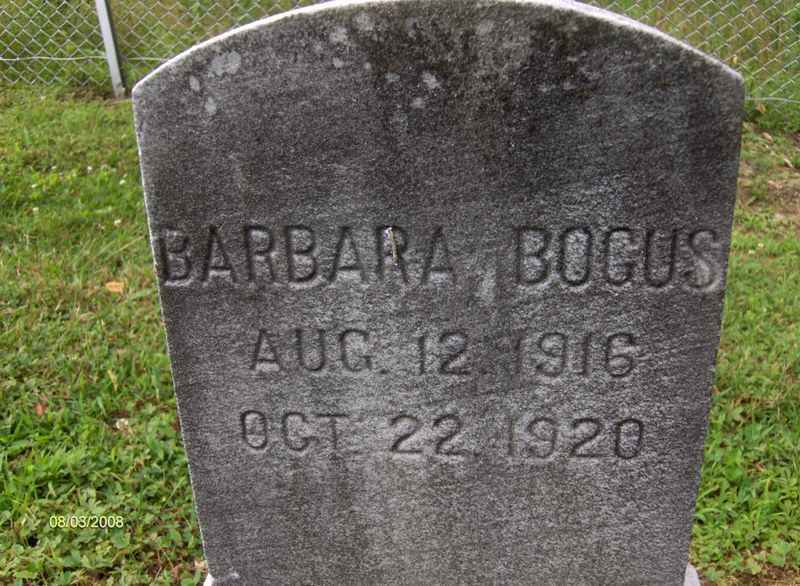 BARBARA BOGUS
AUG. 12. 1916
OCT. 22. 1920
08/03/2008